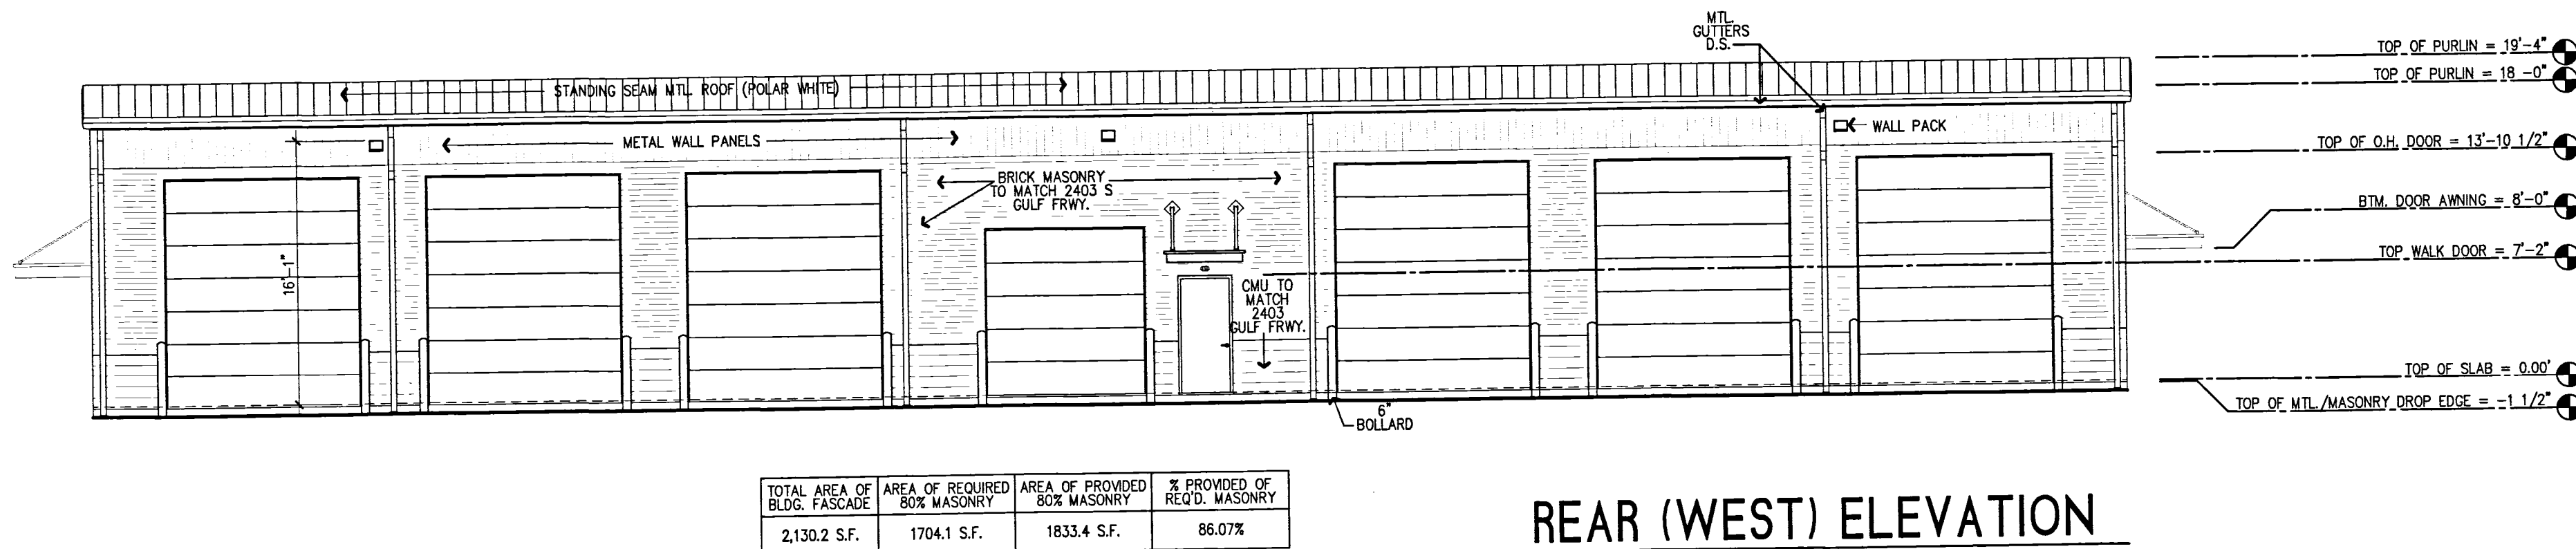 MTL.
GUTTERS
D.S.
TOP OF PURLIN = 19'-4"
TOP OF PURLIN = 18 -0"
STANDING SEAM MTL. ROOF (POLAR WHITE)
METAL WALL PANELS
WALL PACK
TOP OF O.H. DOOR = 13'-10 1/2"
BRICK MASONRY
TO MATCH 2403 S
GULF FRWY.
BTM. DOOR AWNING = 8'-0"
TOP WALK DOOR = 7'-2"
16'-1"
CMU TO
MATCH
2403
GULF FRWY.
TOP OF SLAB = 0.00'
TOP OF MTL./MASONRY DROP EDGE = -1 1/2"
6"
BOLLARD
TOTAL AREA OF
BLDG. FASCADE
AREA OF REQUIRED
80% MASONRY
AREA OF PROVIDED
80% MASONRY
% PROVIDED OF
REQ'D. MASONRY
2,130.2 S.F.
1704.1 S.F.
1833.4 S.F.
86.07%
REAR (WEST) ELEVATION